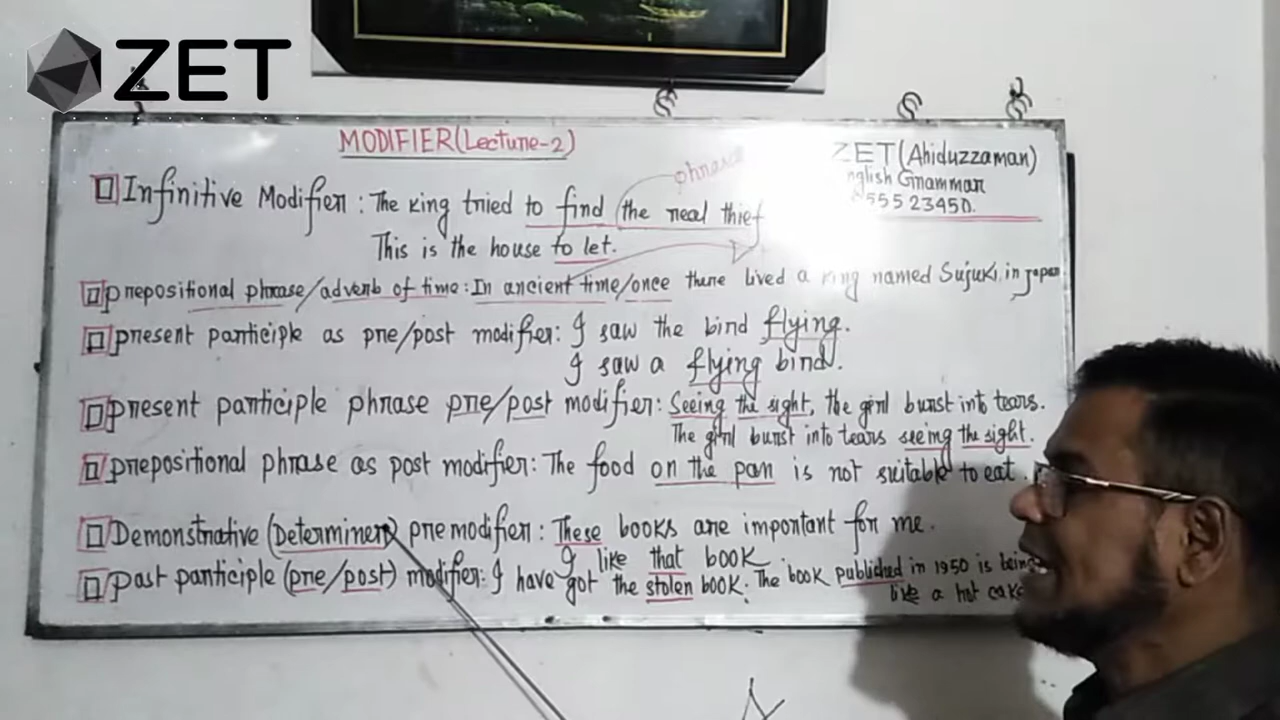 ZET
MODIFIER (Lecture-2)
phrase
ZET (Ahiduzzaman)
nglish Grammar
55523450.
Infinitive Modifier : The King tried to find the real thief
This is the house to let.
prepositional phrase/adverb of time : In ancient time/once there lived a king named Sujuki, in japan
present participle as pre/post modifier : I saw the bird flying.
I saw a flying bird.
present participle phrase pre/post modifier : Seeing the sight, the girl burst into tears.
The girl burst into tears seeing the sight.
prepositional phrase as post modifier : The food on the pan is not suitable to eat.
Demonstrative (Determiner) premodifier : These books are important for me.
I like that book
past participle (pre/post) modifier : I have got the stolen book; The book published in 1950 is being
like a hot cake